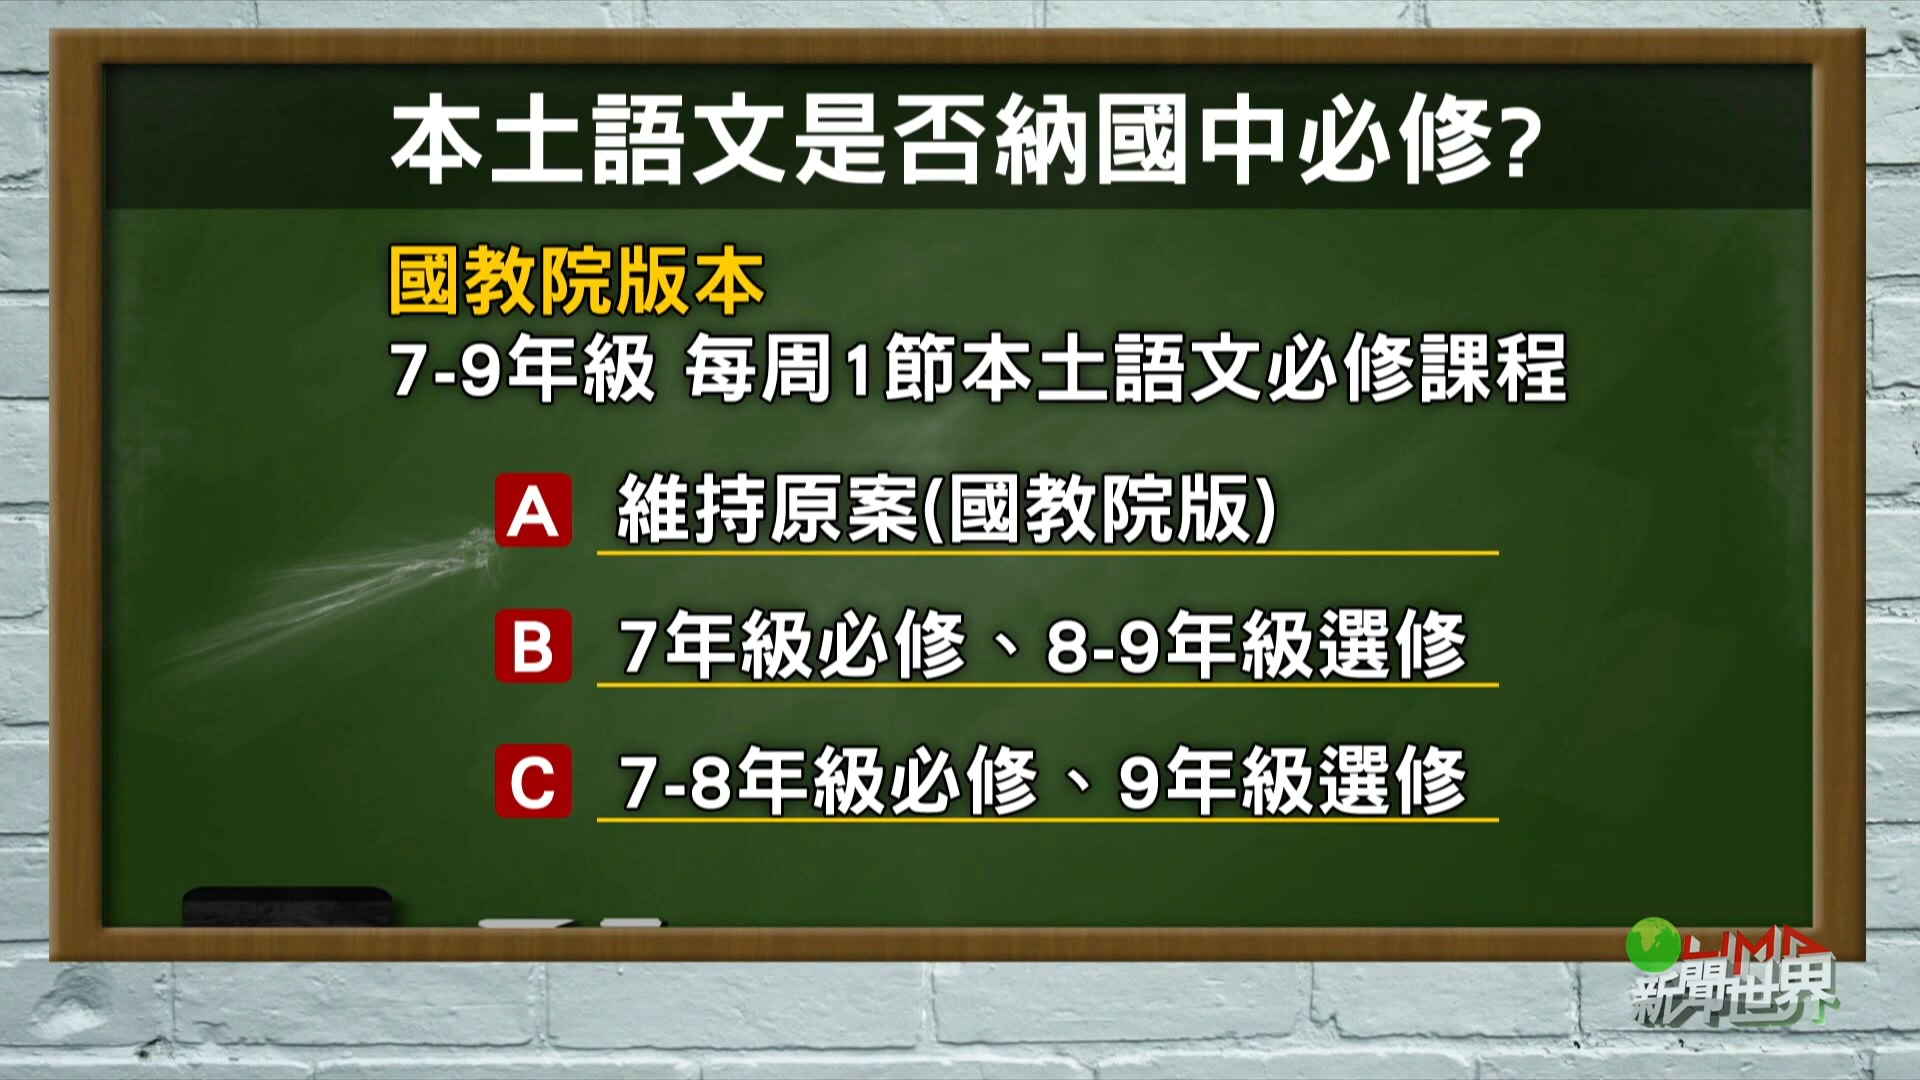 本土語文是否納國中必修?
國教院版本
7-9年級 每周1節本土語文必修課程
A 維持原案(國教院版)
B 7年級必修、8-9年級選修
C 7-8年級必修、9年級選修
LIMA
新聞世界